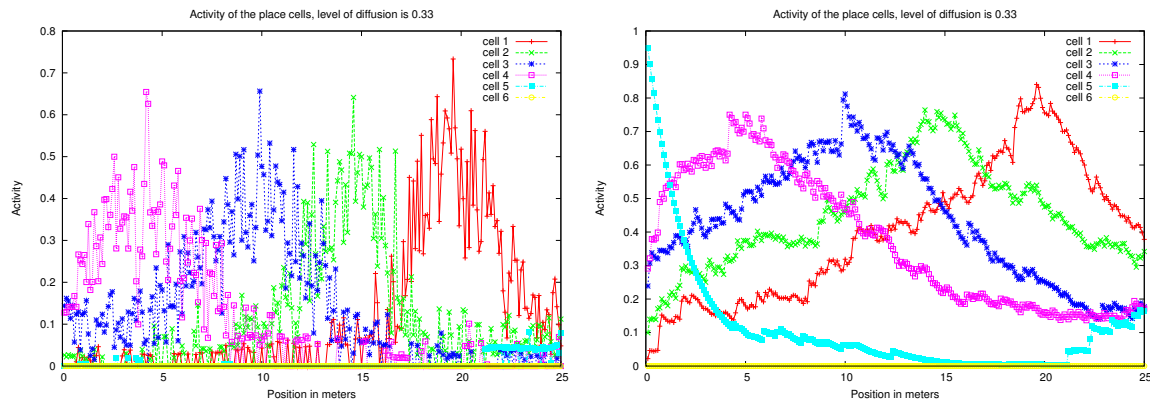 Activity of the place cells, level of diffusion is 0.33
0.8
0.7
0.6
0.5
0.4
0.3
0.2
0.1
0
Activity
cell 1
cell 2
cell 3
cell 4
cell 5
cell 6
0 5 10 15 20 25
Position in meters
Activity of the place cells, level of diffusion is 0.33
1
0.9
0.8
0.7
0.6
0.5
0.4
0.3
0.2
0.1
0
Activity
cell 1
cell 2
cell 3
cell 4
cell 5
cell 6
0 5 10 15 20 25
Position in meters